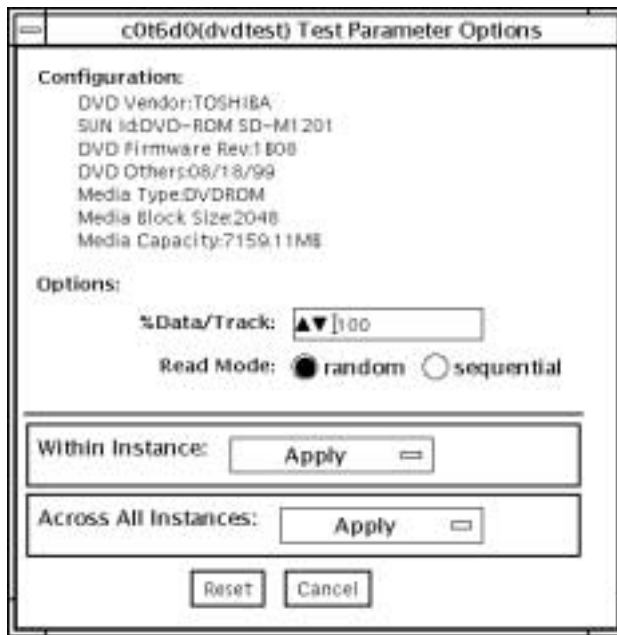 c0t6d0(dvdtest) Test Parameter Options
Configuration:
DVD Vendor:TOSHIBA
SUN Id:DVD-ROM SD-M1201
DVD Firmware Rev:1B08
DVD Others:08/18/99
Media Type:DVDROM
Media Block Size:2048
Media Capacity:7159.11MB
Options:
%Data/Track: 100
Read Mode: random sequential
Within Instance: Apply
Across All Instances: Apply
Reset Cancel